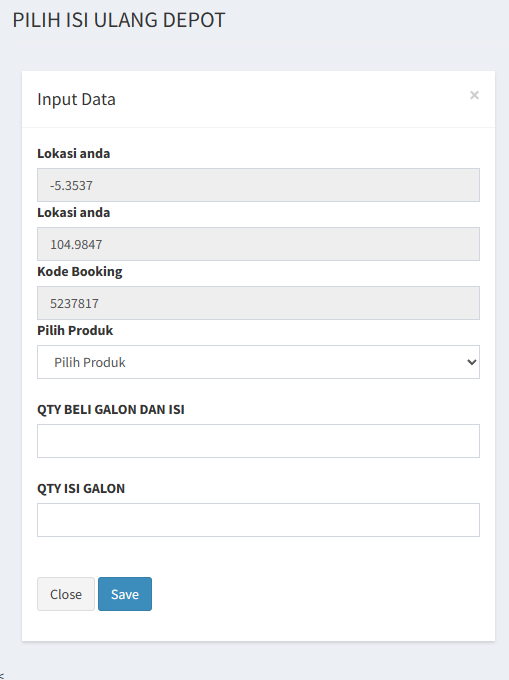 PILIH ISI ULANG DEPOT
Input Data ×
Lokasi anda
-5.3537
Lokasi anda
104.9847
Kode Booking
5237817
Pilih Produk
Pilih Produk
QTY BELI GALON DAN ISI
QTY ISI GALON
Close Save